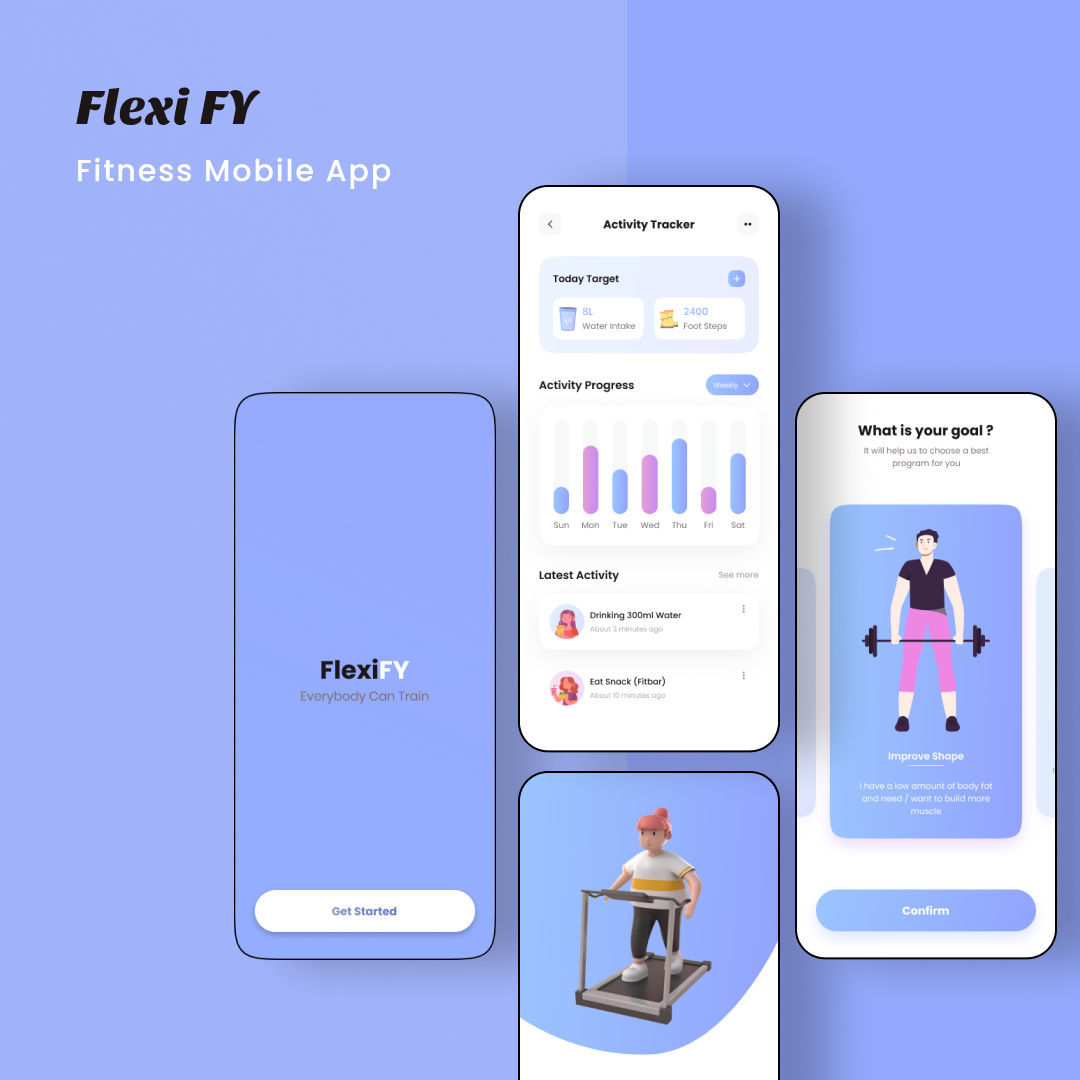 Flexi FY
Fitness Mobile App
Activity Tracker
Today Target
8L
Water Intake
2400
Foot Steps
Activity Progress
Weekly
Sun Mon Tue Wed Thu Fri Sat
Latest Activity
See more
Drinking 300ml Water
About 3 minutes ago
Eat Snack (Fitbar)
About 10 minutes ago
FlexiFY
Everybody Can Train
Get Started
What is your goal ?
It will help us to choose a best
program for you
Improve Shape
I have a low amount of body fat
and need / want to build more
muscle
Confirm